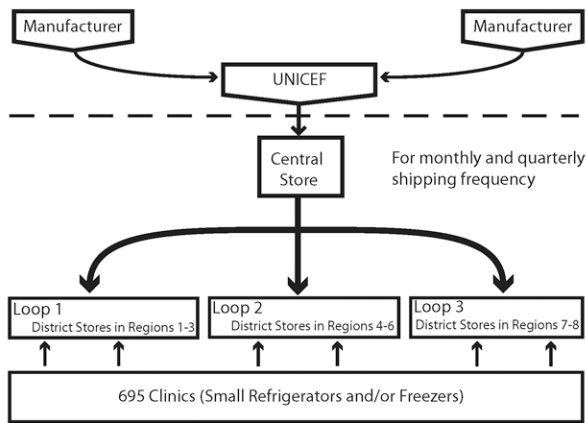 Manufacturer
Manufacturer
UNICEF
Central
Store
For monthly and quarterly
shipping frequency
Loop 1
District Stores in Regions 1-3
Loop 2
District Stores in Regions 4-6
Loop 3
District Stores in Regions 7-8
695 Clinics (Small Refrigerators and/or Freezers)